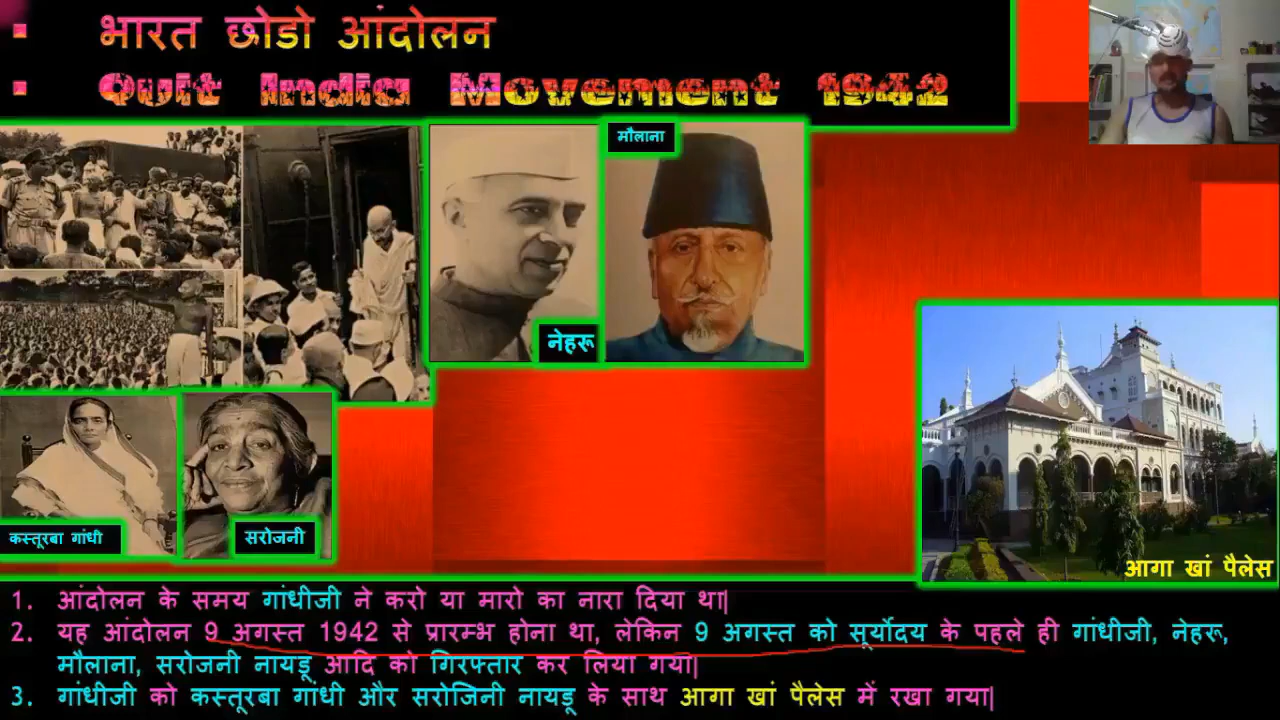 भारत छोडो आंदोलन
Quit India Movement 1942
मौलाना
नेहरू
कस्तूरबा गांधी
सरोजनी
आगा खां पैलेस
1. आंदोलन के समय गांधीजी ने करो या मारो का नारा दिया था|
2. यह आंदोलन 9 अगस्त 1942 से प्रारम्भ होना था, लेकिन 9 अगस्त को सूर्योदय के पहले ही गांधीजी, नेहरू,
मौलाना, सरोजनी नायडू आदि को गिरफ्तार कर लिया गया|
3. गांधीजी को कस्तूरबा गांधी और सरोजिनी नायडू के साथ आगा खां पैलेस में रखा गया|